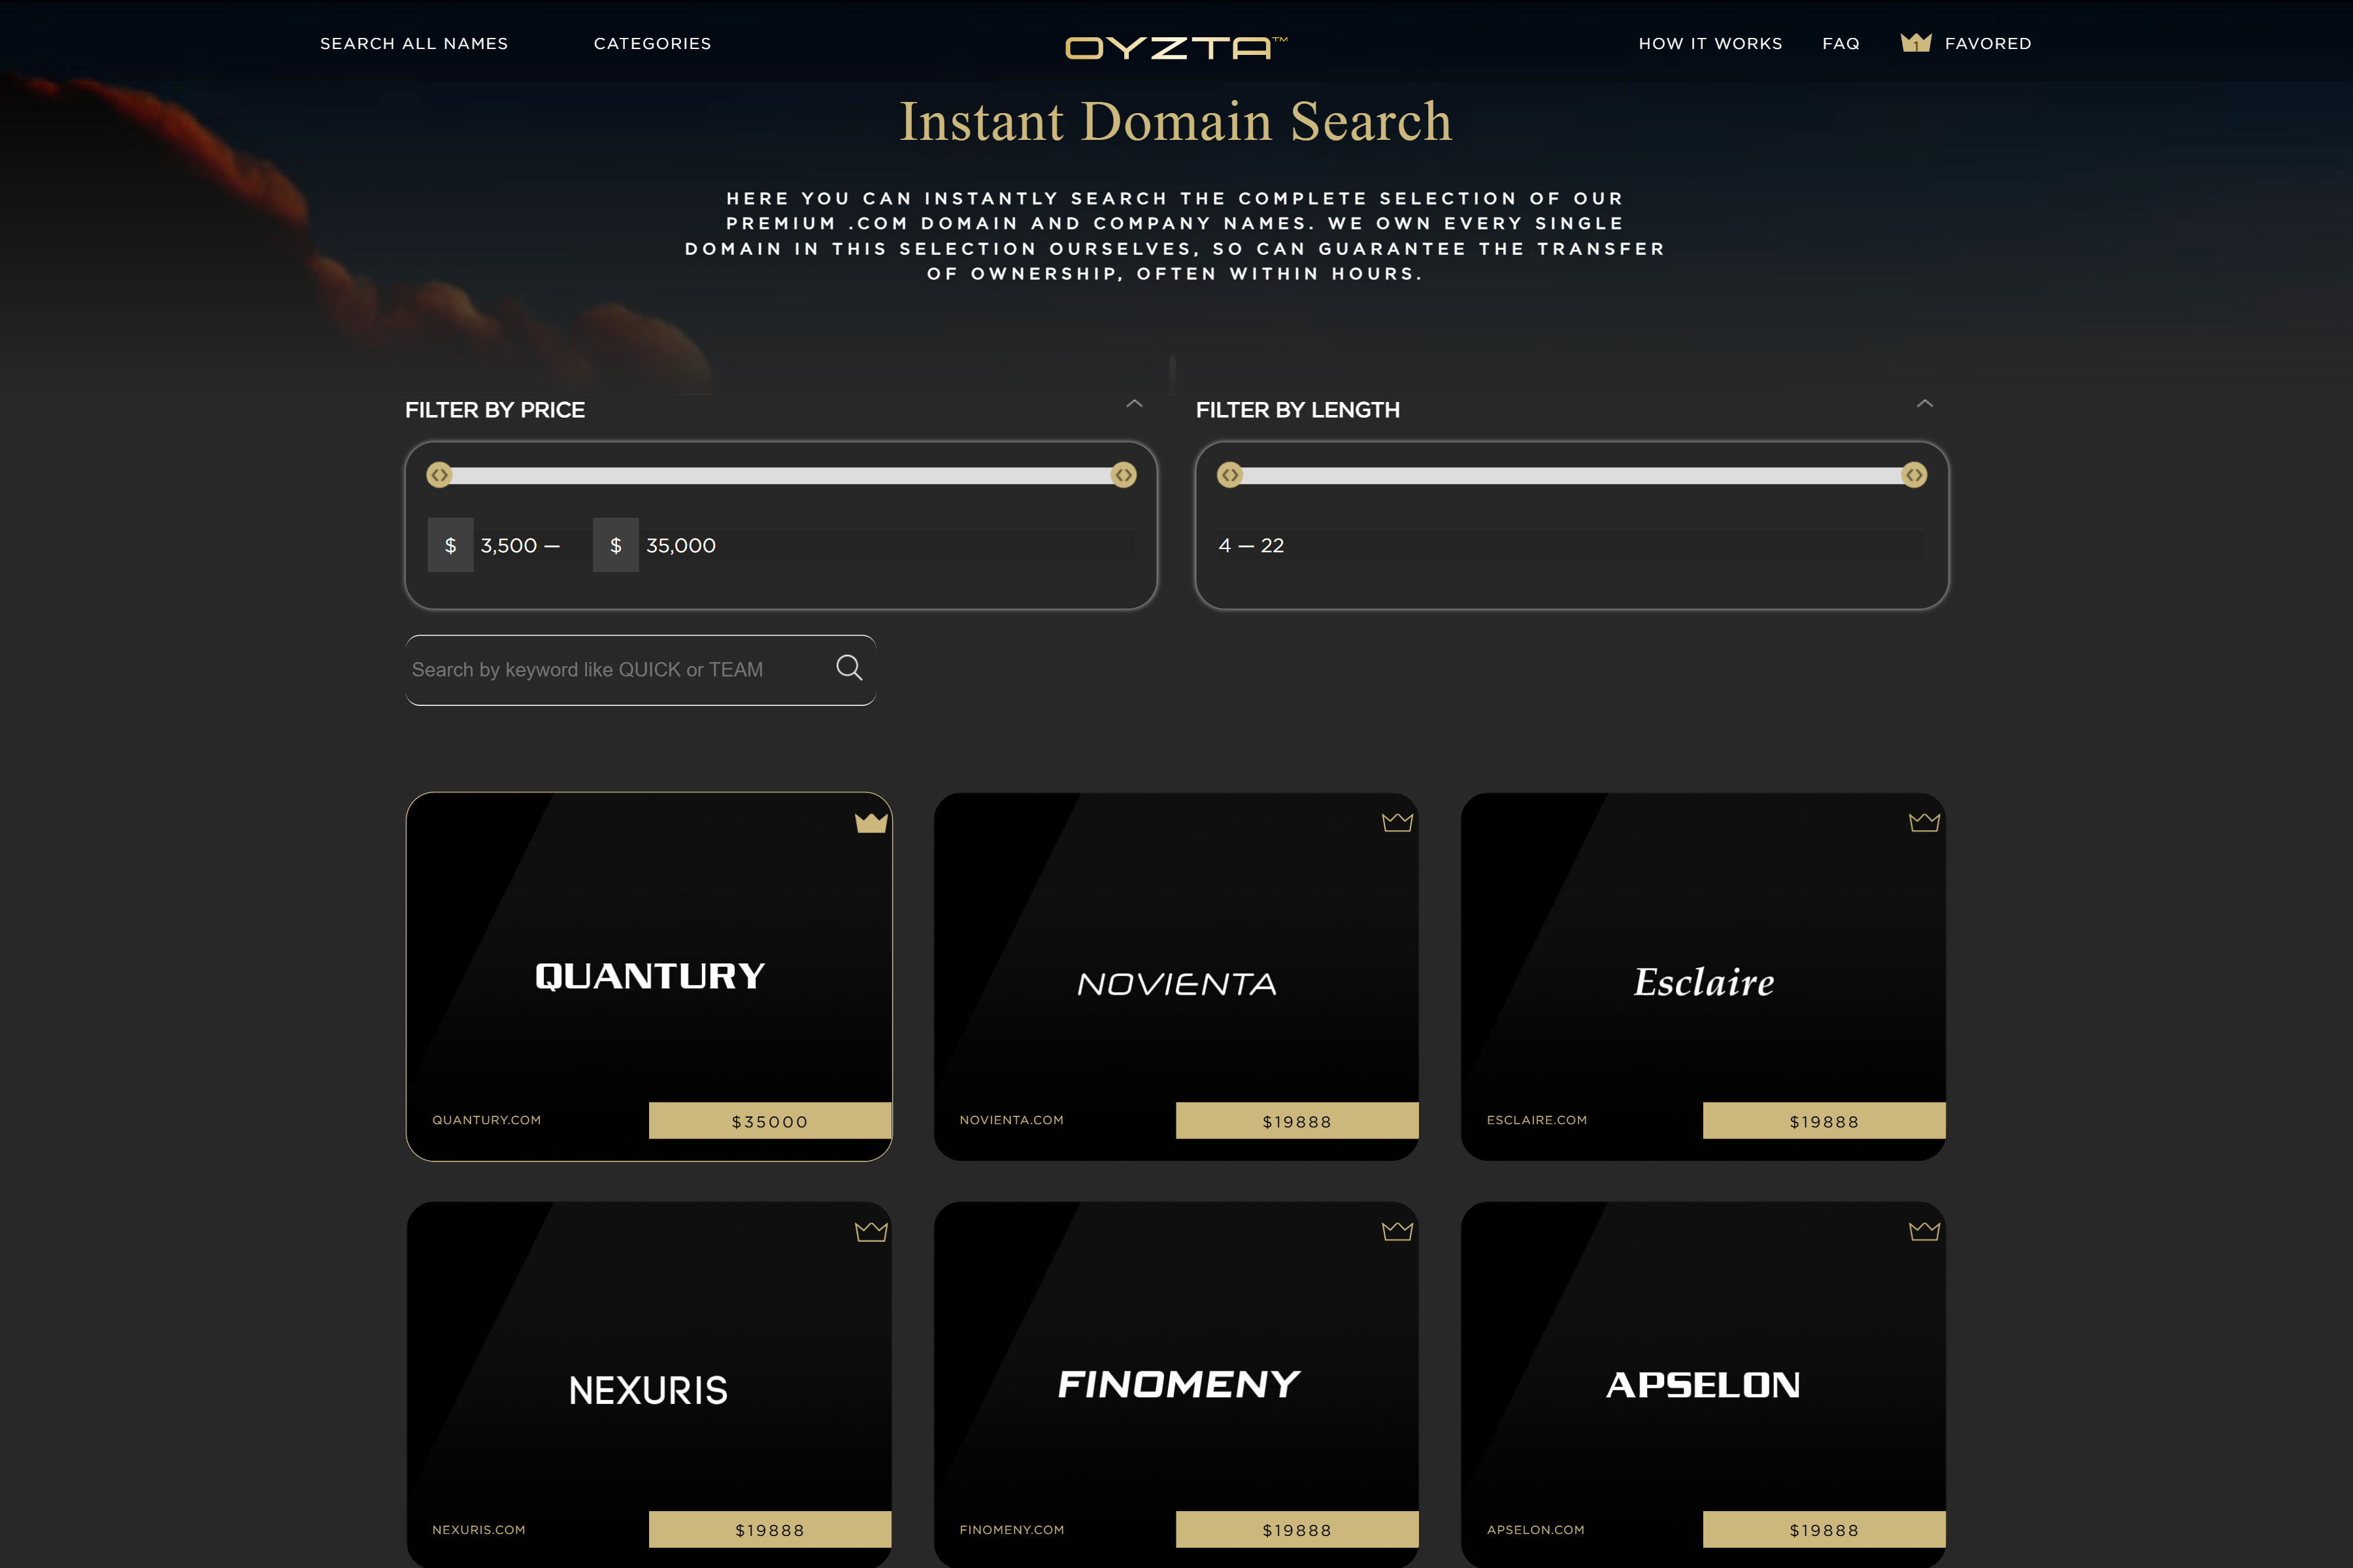 SEARCH ALL NAMES
CATEGORIES
OYZTA™
HOW IT WORKS
FAQ
1
FAVORED
Instant Domain Search
HERE YOU CAN INSTANTLY SEARCH THE COMPLETE SELECTION OF OUR
PREMIUM .COM DOMAIN AND COMPANY NAMES. WE OWN EVERY SINGLE
DOMAIN IN THIS SELECTION OURSELVES, SO CAN GUARANTEE THE TRANSFER
OF OWNERSHIP, OFTEN WITHIN HOURS.
FILTER BY PRICE
$ 3,500 — $ 35,000
FILTER BY LENGTH
4 — 22
Search by keyword like QUICK or TEAM
QUANTURY
QUANTURY.COM
$35000
NOVIENTA
NOVIENTA.COM
$19888
Esclaire
ESCLAIRE.COM
$19888
NEXURIS
NEXURIS.COM
$19888
FINOMENY
FINOMENY.COM
$19888
APSELON
APSELON.COM
$19888